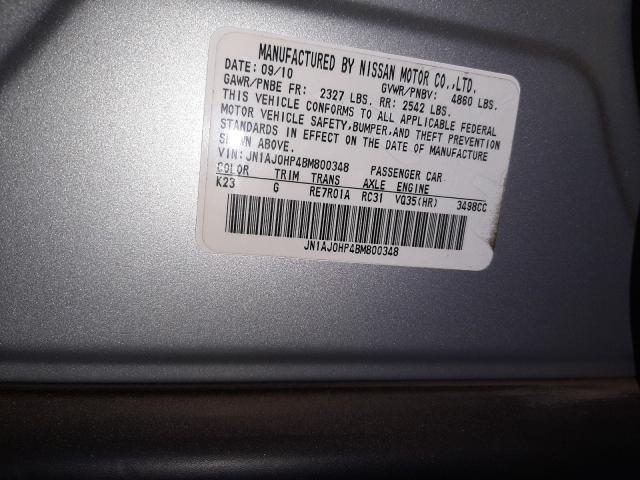 MANUFACTURED BY NISSAN MOTOR CO.,LTD.
DATE: 09/10 GVWR/PNBV: 4860 LBS.
GAWR/PNBE FR: 2327 LBS. RR: 2542 LBS.
THIS VEHICLE CONFORMS TO ALL APPLICABLE FEDERAL
MOTOR VEHICLE SAFETY,BUMPER,AND THEFT PREVENTION
STANDARDS IN EFFECT ON THE DATE OF MANUFACTURE
SHOWN ABOVE.
VIN: JN1AJ0HP4BM800348 PASSENGER CAR
COLOR TRIM TRANS AXLE ENGINE
K23 G RE7R01A RC31 VQ35(HR) 3498CC
JN1AJ0HP4BM800348